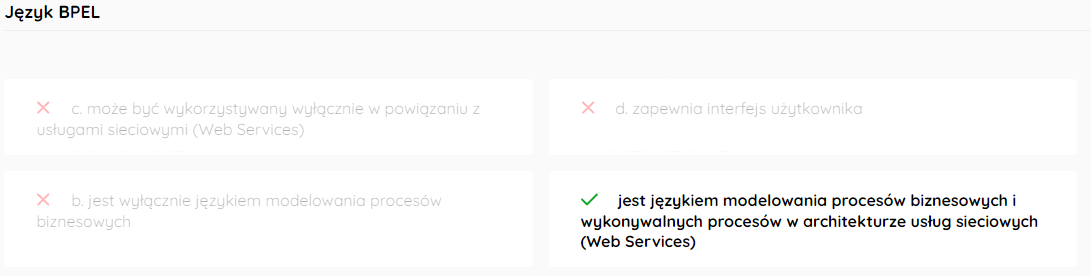 Język BPEL
c. może być wykorzystywany wyłącznie w powiązaniu z
usługami sieciowymi (Web Services)
d. zapewnia interfejs użytkownika
b. jest wyłącznie językiem modelowania procesów
biznesowych
jest językiem modelowania procesów biznesowych i
wykonywalnych procesów w architekturze usług sieciowych
(Web Services)